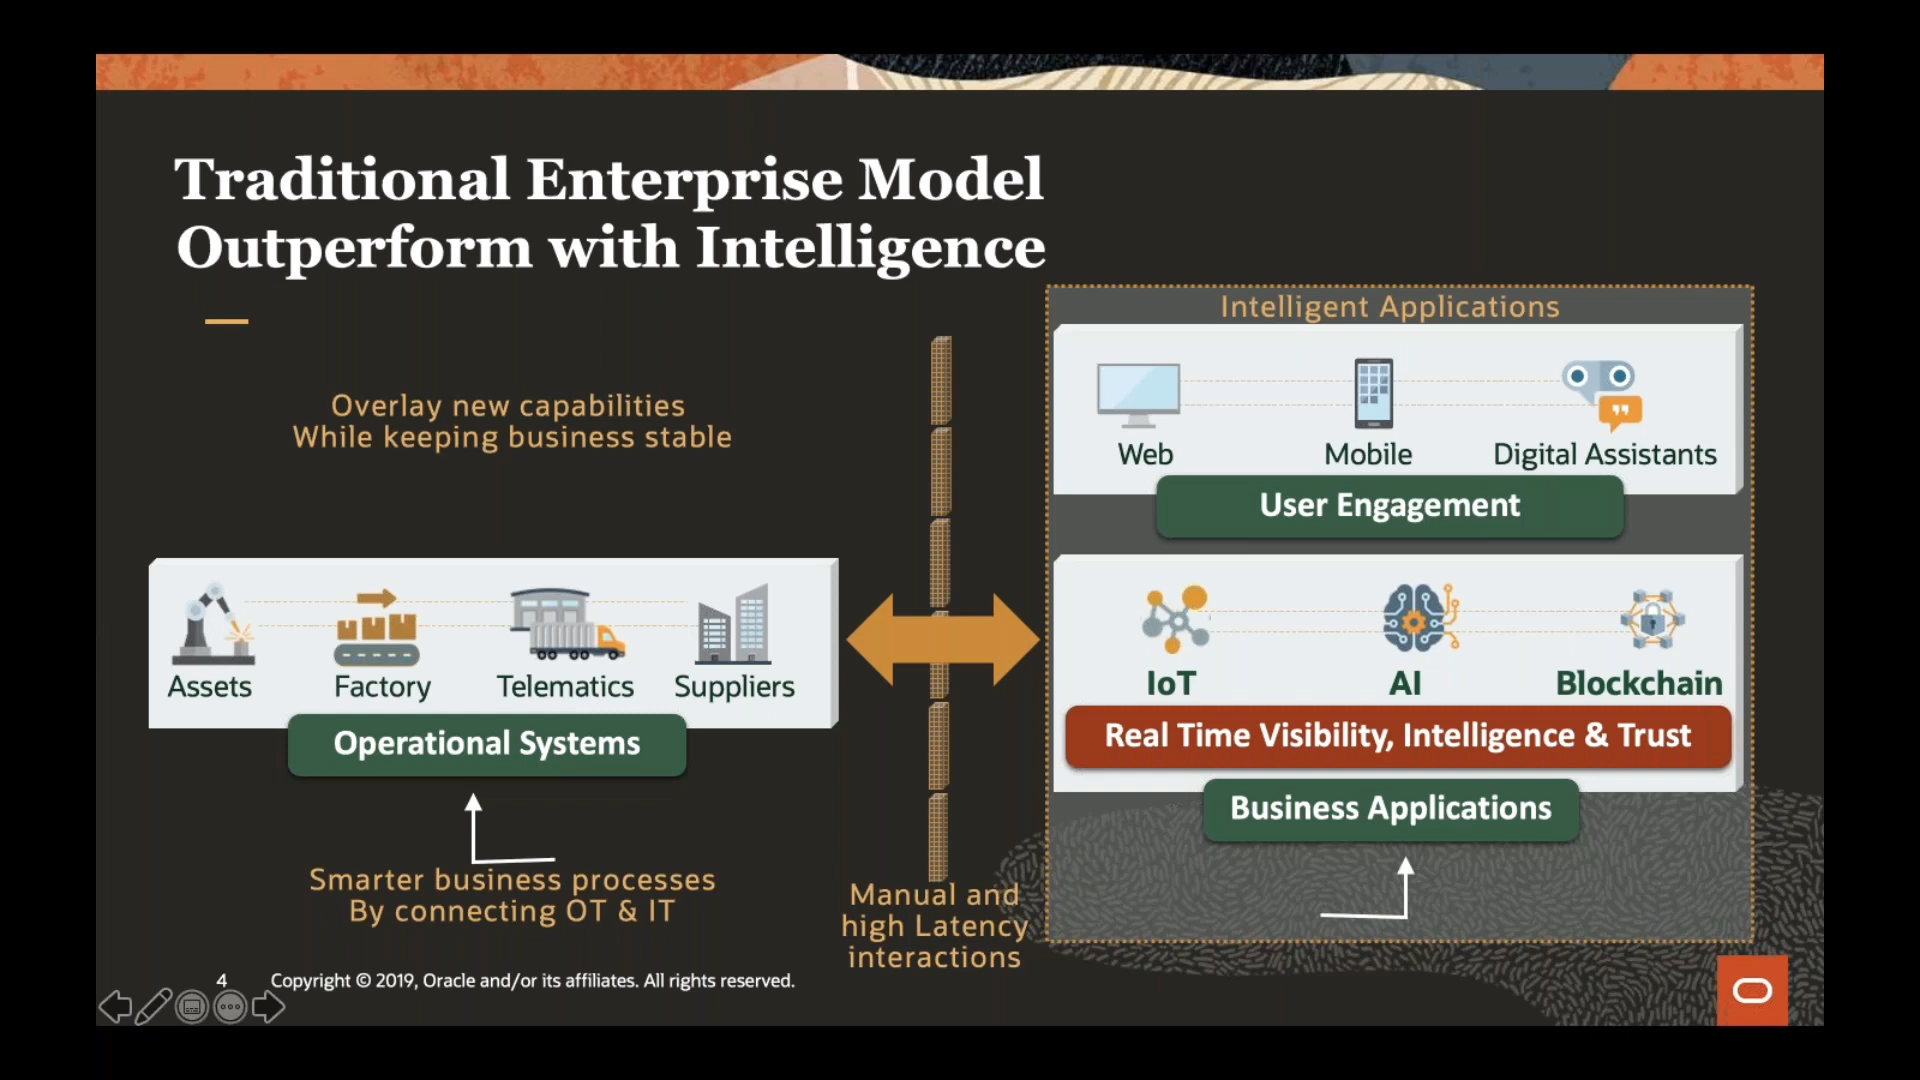 Traditional Enterprise Model
Outperform with Intelligence
Overlay new capabilities
While keeping business stable
Assets
Factory
Telematics
Suppliers
Operational Systems
Smarter business processes
By connecting OT & IT
Manual and
high Latency
interactions
Intelligent Applications
Web
Mobile
Digital Assistants
User Engagement
IoT
AI
Blockchain
Real Time Visibility, Intelligence & Trust
Business Applications
4
Copyright © 2019, Oracle and/or its affiliates. All rights reserved.